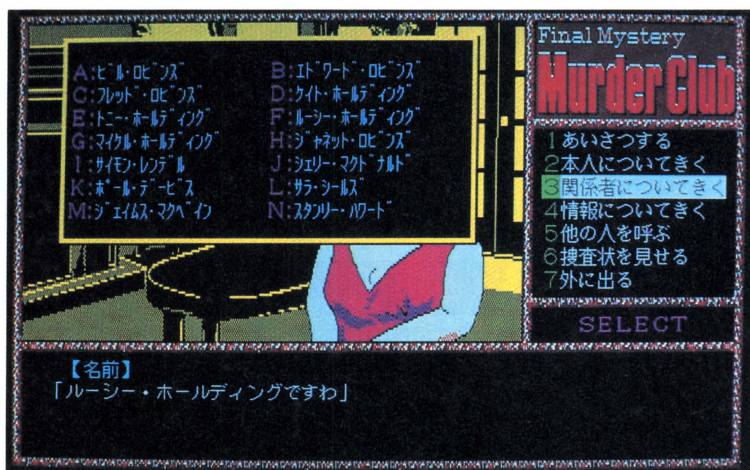 A:ﾋﾞﾙ・ﾛﾋﾞﾝｽﾞ B:ｴﾄﾞﾜｰﾄﾞ・ﾛﾋﾞﾝｽﾞ
C:ﾌﾚｯﾄﾞ・ﾛﾋﾞﾝｽﾞ D:ｹｲﾄ・ﾎｰﾙﾃﾞｨﾝｸﾞ
E:ﾄﾆｰ・ﾎｰﾙﾃﾞｨﾝｸﾞ F:ﾙｰｼｰ・ﾎｰﾙﾃﾞｨﾝｸﾞ
G:ﾏｲｹﾙ・ﾎｰﾙﾃﾞｨﾝｸﾞ H:ｼﾞｬﾈｯﾄ・ﾛﾋﾞﾝｽﾞ
I:ｻｲﾓﾝ・ﾚﾝﾃﾞﾙ J:ｼｪﾘｰ・ﾏｸﾄﾞﾅﾙﾄﾞ
K:ﾎﾟｰﾙ・ﾃﾞｰﾋﾞｽ L:ｻﾗ・ｼｰﾙｽﾞ
M:ｼﾞｪｲﾑｽ・ﾏｸﾍﾞｲﾝ N:ｽﾀﾝﾘｰ・ﾊﾜｰﾄﾞ
Final Mystery
Murder Club
1あいさつする
2本人についてきく
3関係者についてきく
4情報についてきく
5他の人を呼ぶ
6捜査状を見せる
7外に出る
SELECT
【名前】
「ルーシー・ホールディングですわ」